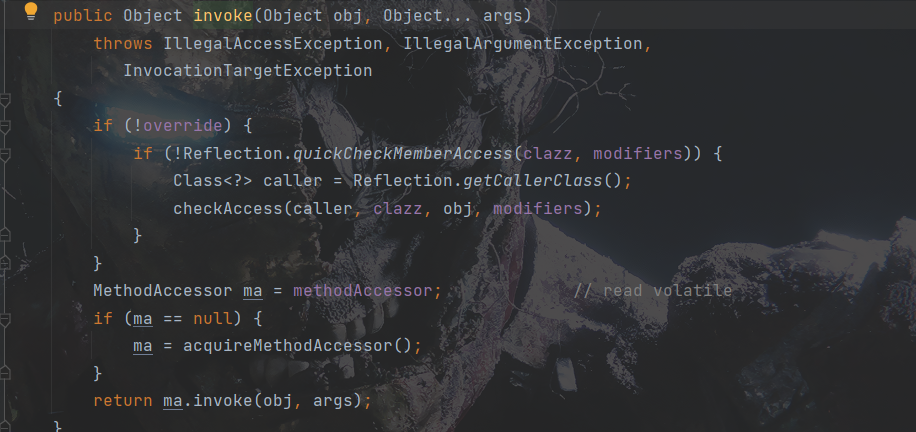 public Object invoke(Object obj, Object... args)
    throws IllegalAccessException, IllegalArgumentException,
       InvocationTargetException
{
    if (!override) {
        if (!Reflection.quickCheckMemberAccess(clazz, modifiers)) {
            Class<?> caller = Reflection.getCallerClass();
            checkAccess(caller, clazz, obj, modifiers);
        }
    }
    MethodAccessor ma = methodAccessor;             // read volatile
    if (ma == null) {
        ma = acquireMethodAccessor();
    }
    return ma.invoke(obj, args);
}